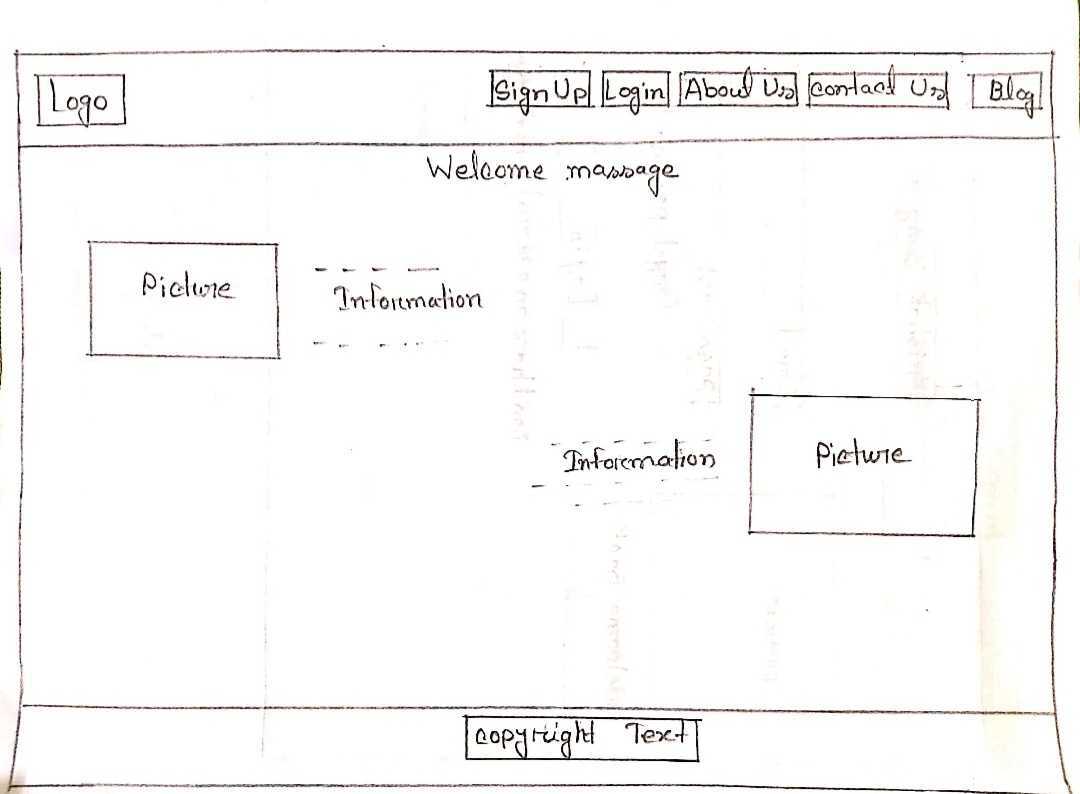 Logo
Sign Up Login About Us Contact Us Blog
Welcome massage
Picture
Information
Information
Picture
copyright Text